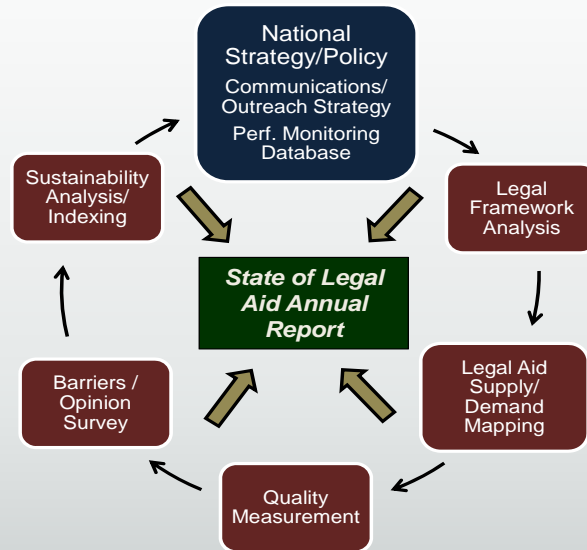 National
Strategy/Policy
Communications/
Outreach Strategy
Perf. Monitoring
Database
Sustainability
Analysis/
Indexing
Legal
Framework
Analysis
State of Legal
Aid Annual
Report
Barriers /
Opinion
Survey
Legal Aid
Supply/
Demand
Mapping
Quality
Measurement